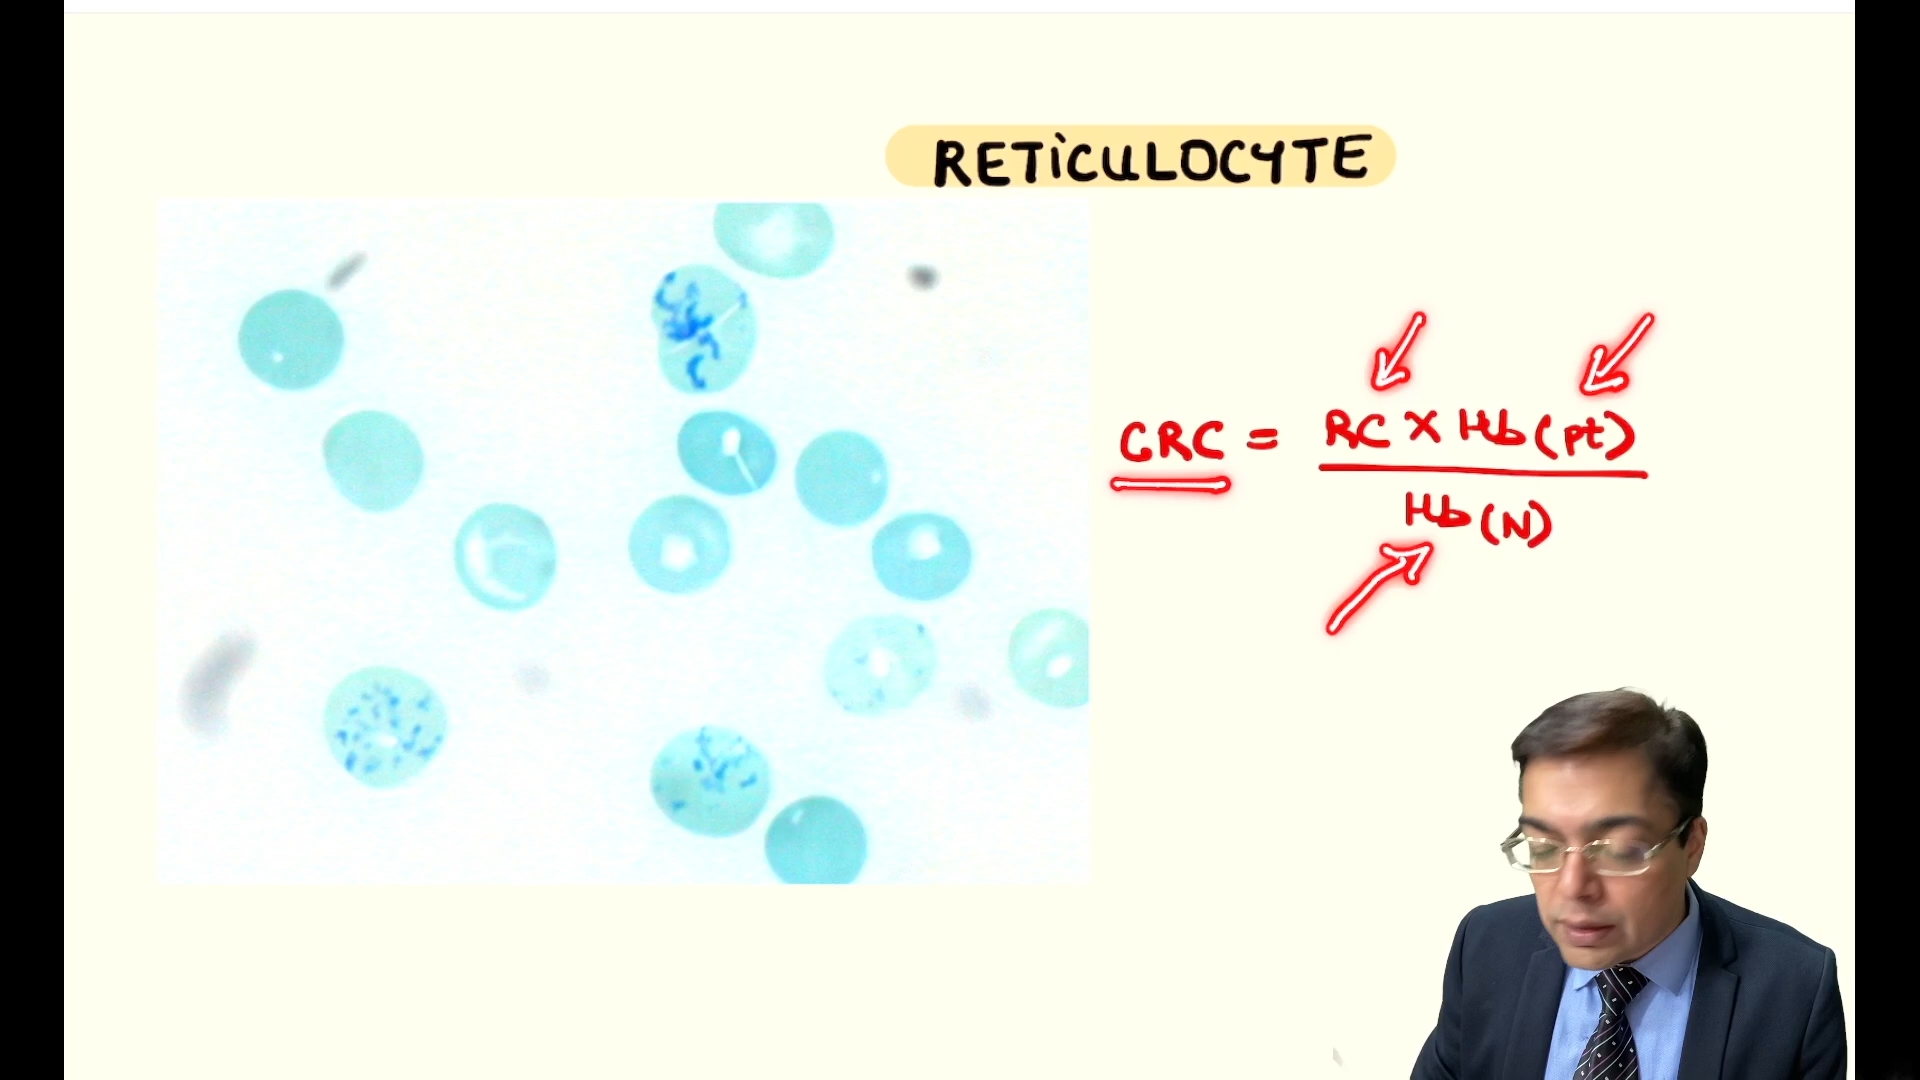 RETICULOCYTE
CRC = RC X Hb (pt)
Hb (N)